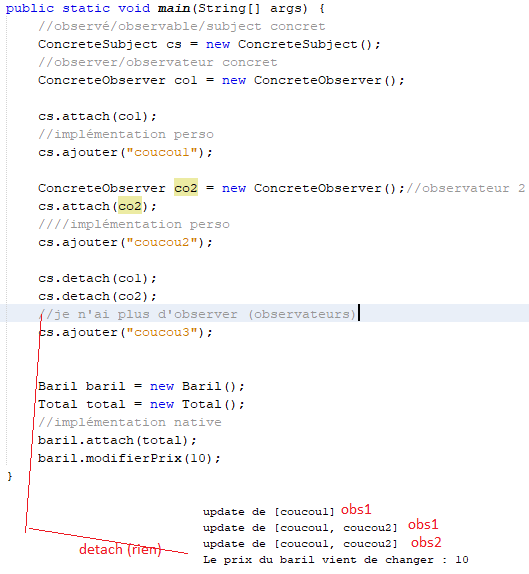 public static void main(String[] args) {
//observé/observable/subject concret
ConcreteSubject cs = new ConcreteSubject();
//observer/observateur concret
ConcreteObserver co1 = new ConcreteObserver();
cs.attach(co1);
//implémentation perso
cs.ajouter("coucou1");
ConcreteObserver co2 = new ConcreteObserver();//observateur 2
cs.attach(co2);
////implémentation perso
cs.ajouter("coucou2");
cs.detach(co1);
cs.detach(co2);
//je n'ai plus d'observer (observateurs)
cs.ajouter("coucou3");
Baril baril = new Baril();
Total total = new Total();
//implémentation native
baril.attach(total);
baril.modifierPrix(10);
}
update de [coucou1] obs1
update de [coucou1, coucou2] obs1
update de [coucou1, coucou2] obs2
detach (rien)
Le prix du baril vient de changer : 10